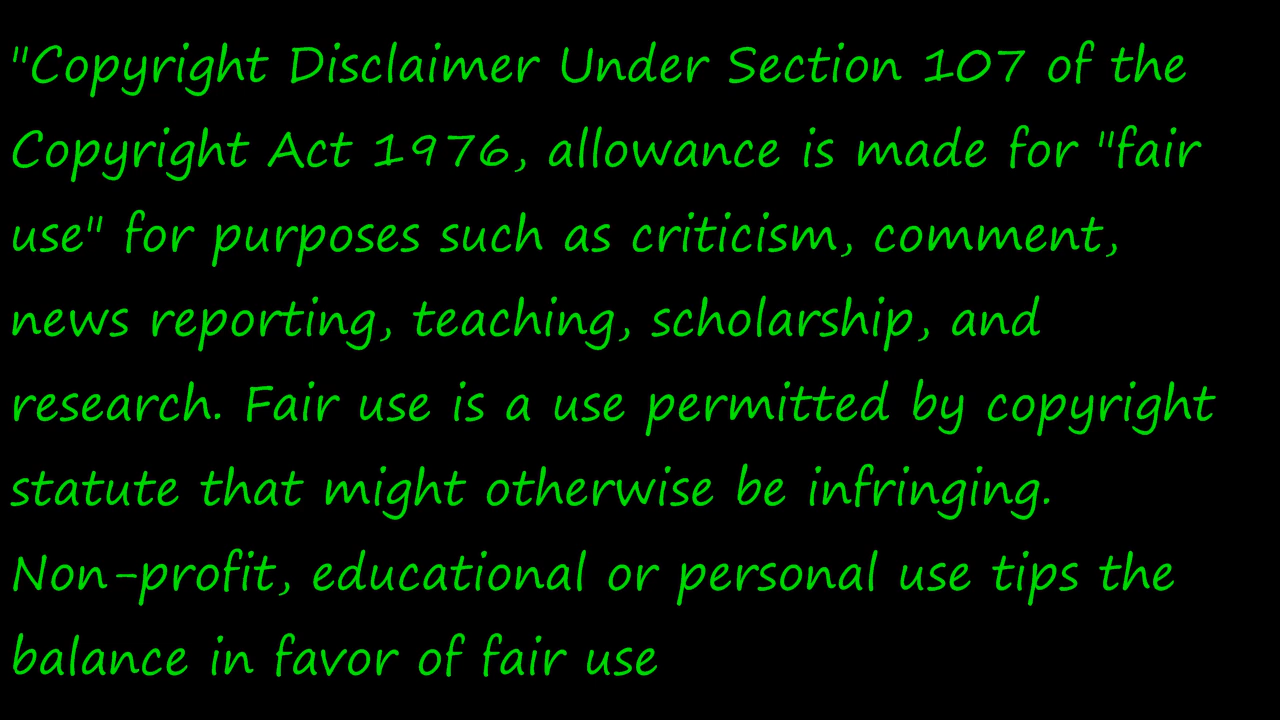 "Copyright Disclaimer Under Section 107 of the
Copyright Act 1976, allowance is made for "fair
use" for purposes such as criticism, comment,
news reporting, teaching, scholarship, and
research. Fair use is a use permitted by copyright
statute that might otherwise be infringing.
Non-profit, educational or personal use tips the
balance in favor of fair use